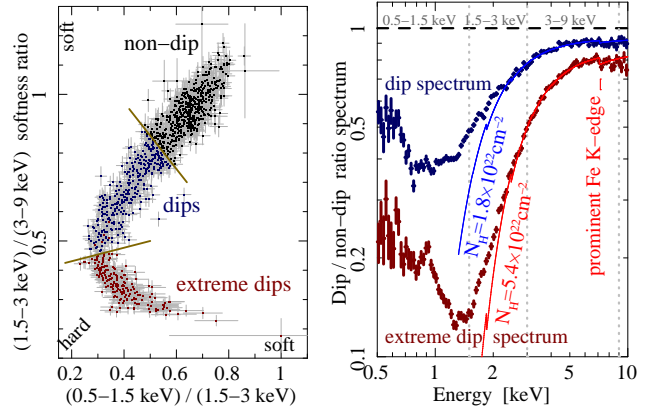 soft
non−dip
dips
extreme dips
hard
soft
(1.5−3 keV) / (3−9 keV) softness ratio
1
0.5
0.2 0.4 0.6 0.8 1
(0.5−1.5 keV) / (1.5−3 keV)
0.5−1.5 keV 1.5−3 keV 3−9 keV
dip spectrum
N_H=1.8×10²²cm⁻²
N_H=5.4×10²²cm⁻²
prominent Fe K−edge
extreme dip spectrum
Dip / non−dip ratio spectrum
1
0.5
0.2
0.1
0.5 1 2 5 10
Energy [keV]